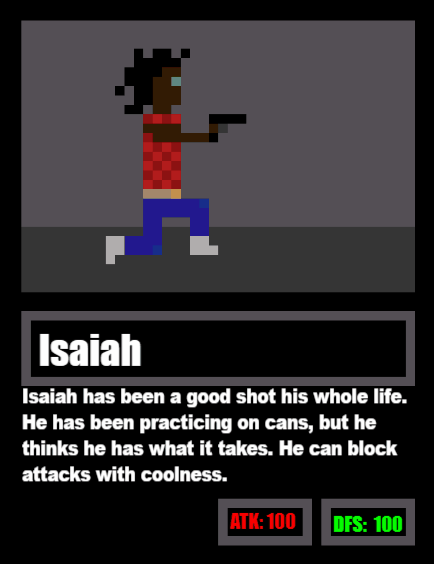 Isaiah
Isaiah has been a good shot his whole life.
He has been practicing on cans, but he
thinks he has what it takes. He can block
attacks with coolness.
ATK: 100
DFS: 100